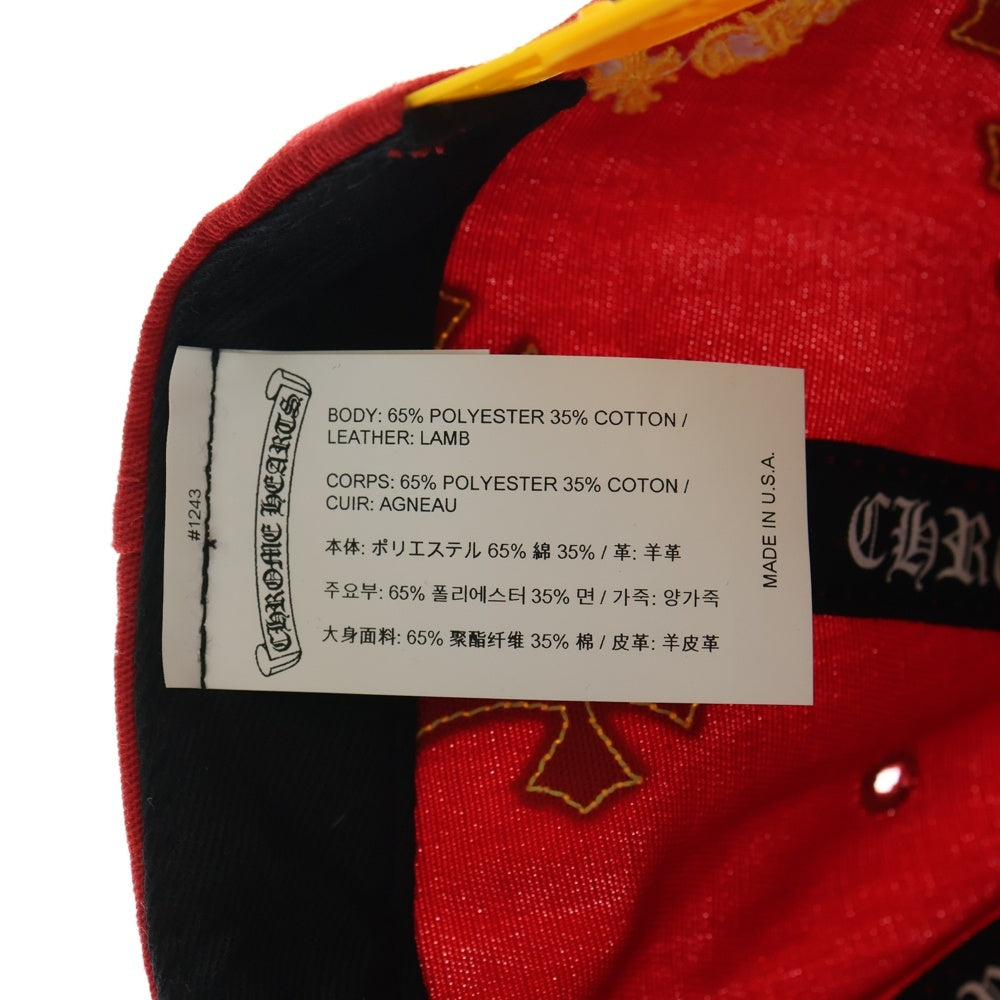 #1243
CHROME HEARTS
BODY: 65% POLYESTER 35% COTTON /
LEATHER: LAMB
CORPS: 65% POLYESTER 35% COTON /
CUIR: AGNEAU
本体: ポリエステル 65% 綿 35% / 革: 羊革
주요부: 65% 폴리에스터 35% 면 / 가죽: 양가죽
大身面料: 65% 聚酯纤维 35% 棉 / 皮革: 羊皮革
MADE IN U.S.A.
CHR